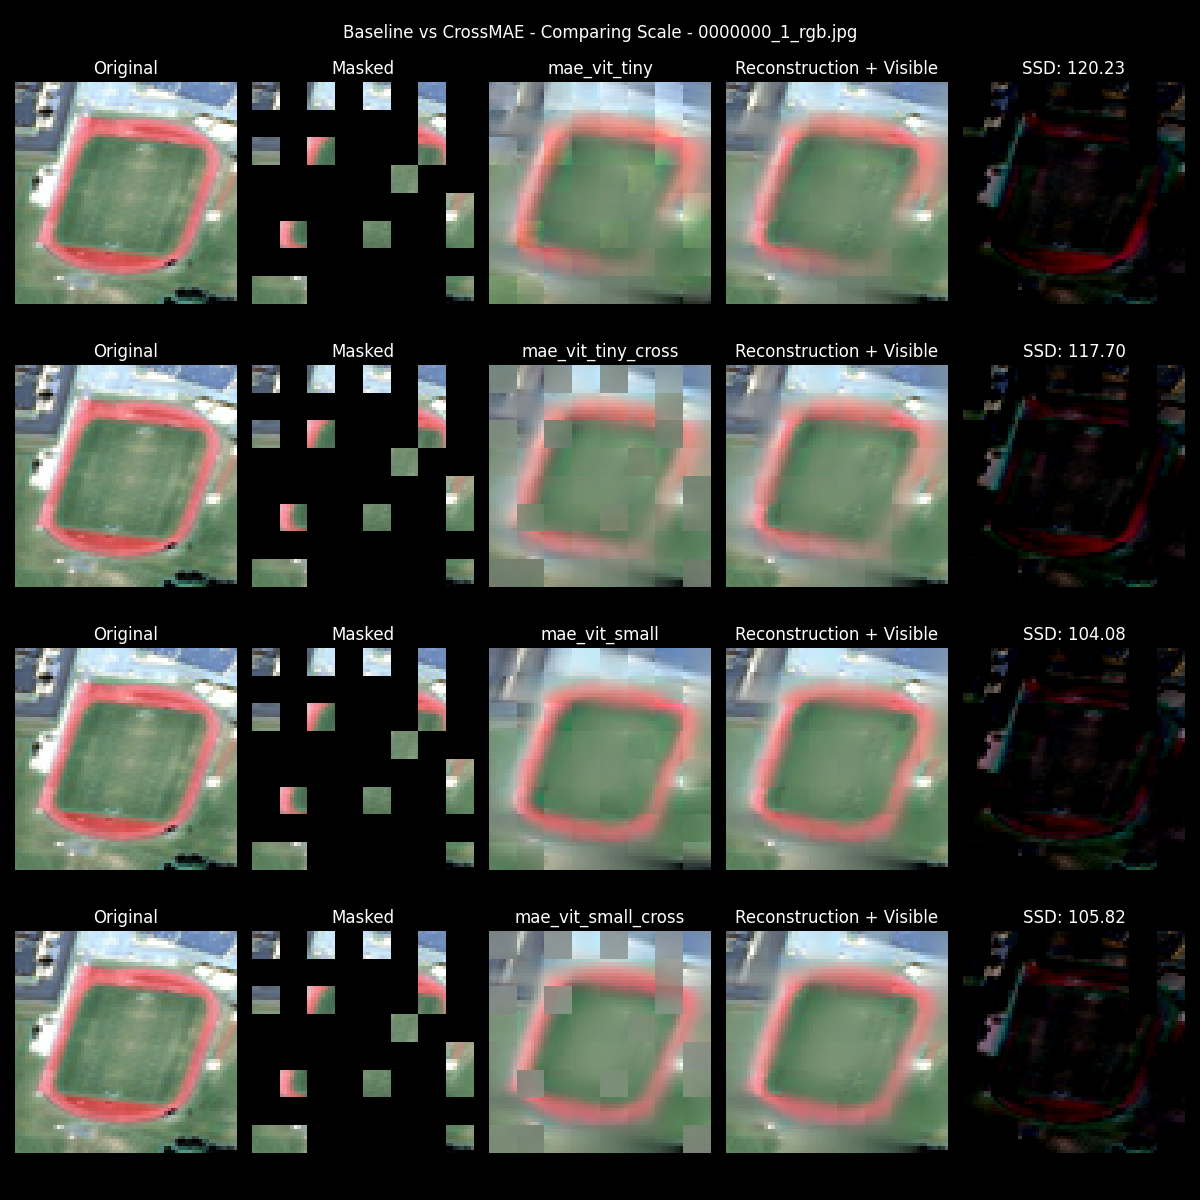 Baseline vs CrossMAE - Comparing Scale - 0000000_1_rgb.jpg
Original Masked mae_vit_tiny Reconstruction + Visible SSD: 120.23
Original Masked mae_vit_tiny_cross Reconstruction + Visible SSD: 117.70
Original Masked mae_vit_small Reconstruction + Visible SSD: 104.08
Original Masked mae_vit_small_cross Reconstruction + Visible SSD: 105.82